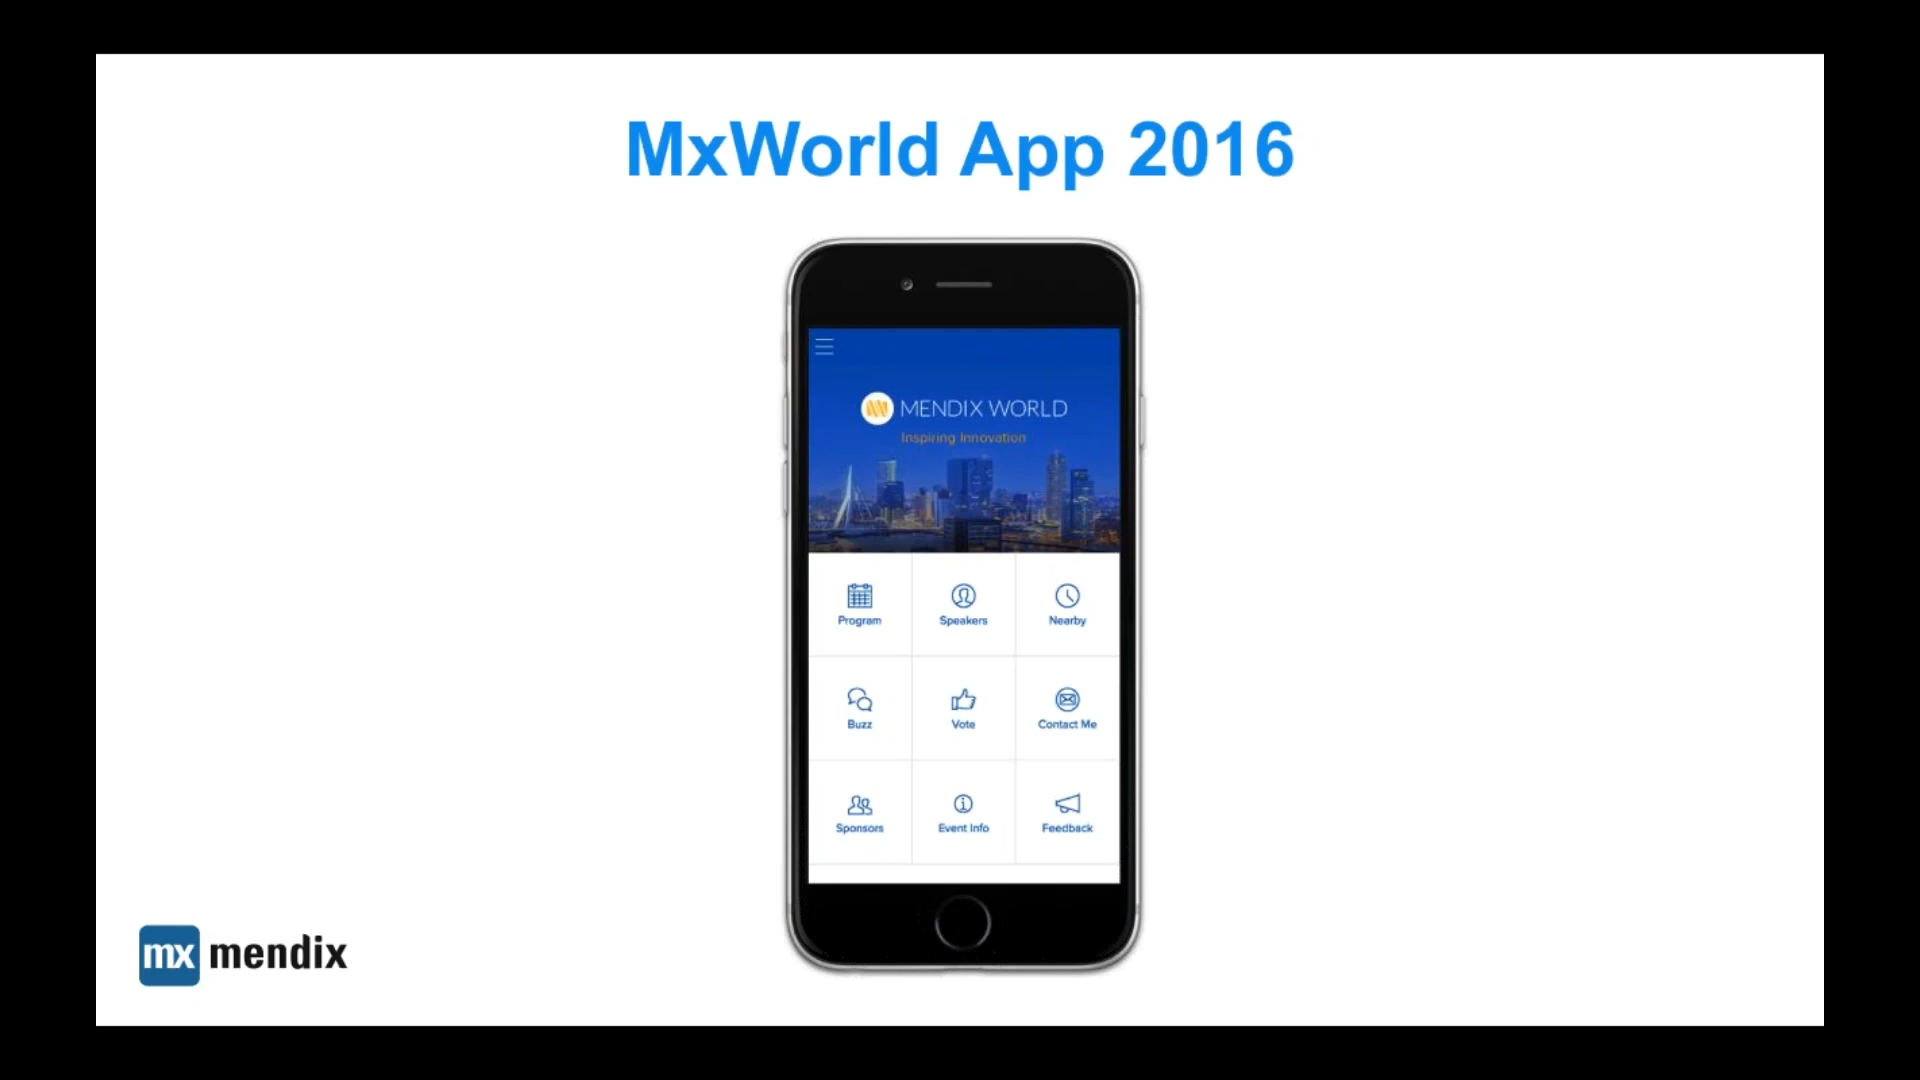 MxWorld App 2016
MENDIX WORLD
Inspiring Innovation
Program
Speakers
Nearby
Buzz
Vote
Contact Me
Sponsors
Event Info
Feedback
mx mendix